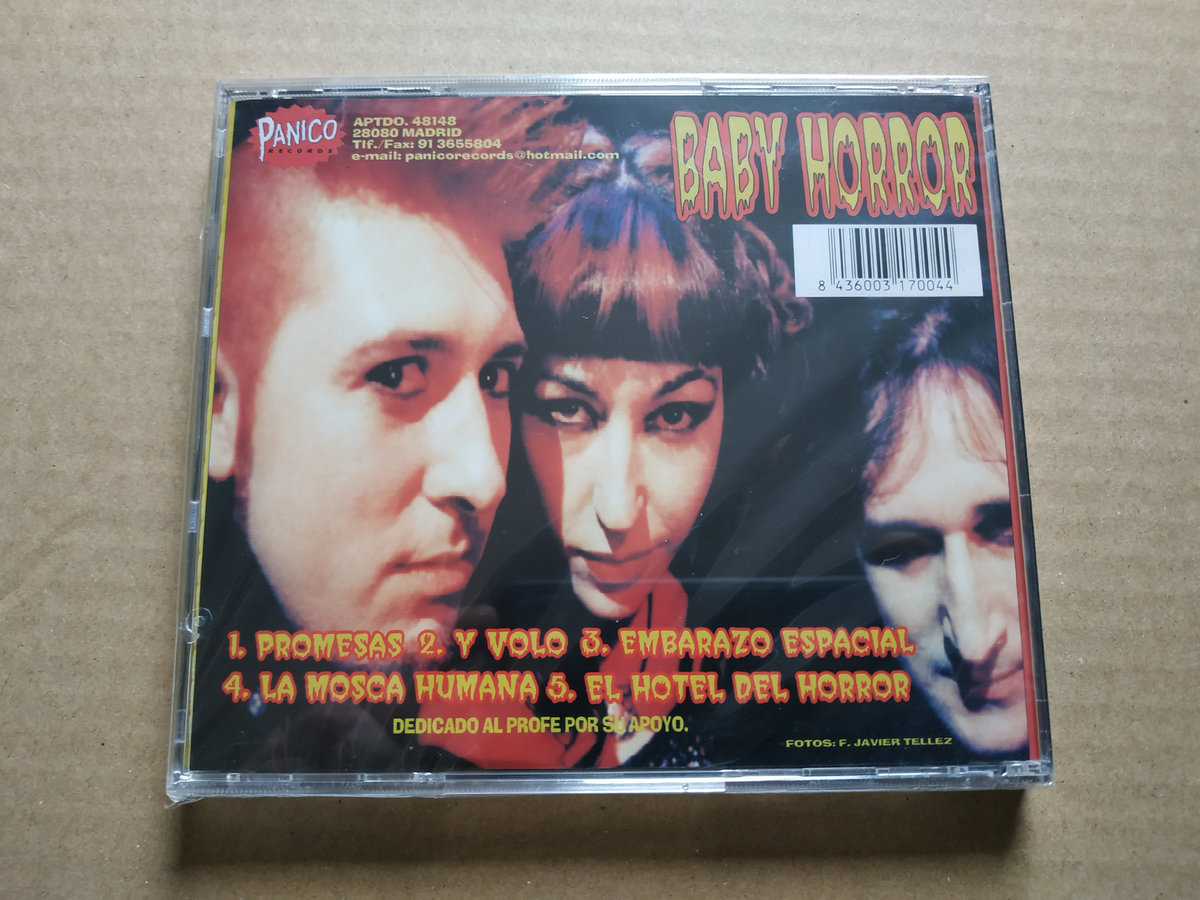 PANICO
RECORDS
APTDO. 48148
28080 MADRID
Tlf./Fax: 91 3655804
e-mail: panicorecords@hotmail.com
BABY HORROR
8 436003 170044
1. PROMESAS 2. Y VOLO 3. EMBARAZO ESPACIAL
4. LA MOSCA HUMANA 5. EL HOTEL DEL HORROR
DEDICADO AL PROFE POR SU APOYO.
FOTOS: F. JAVIER TELLEZ